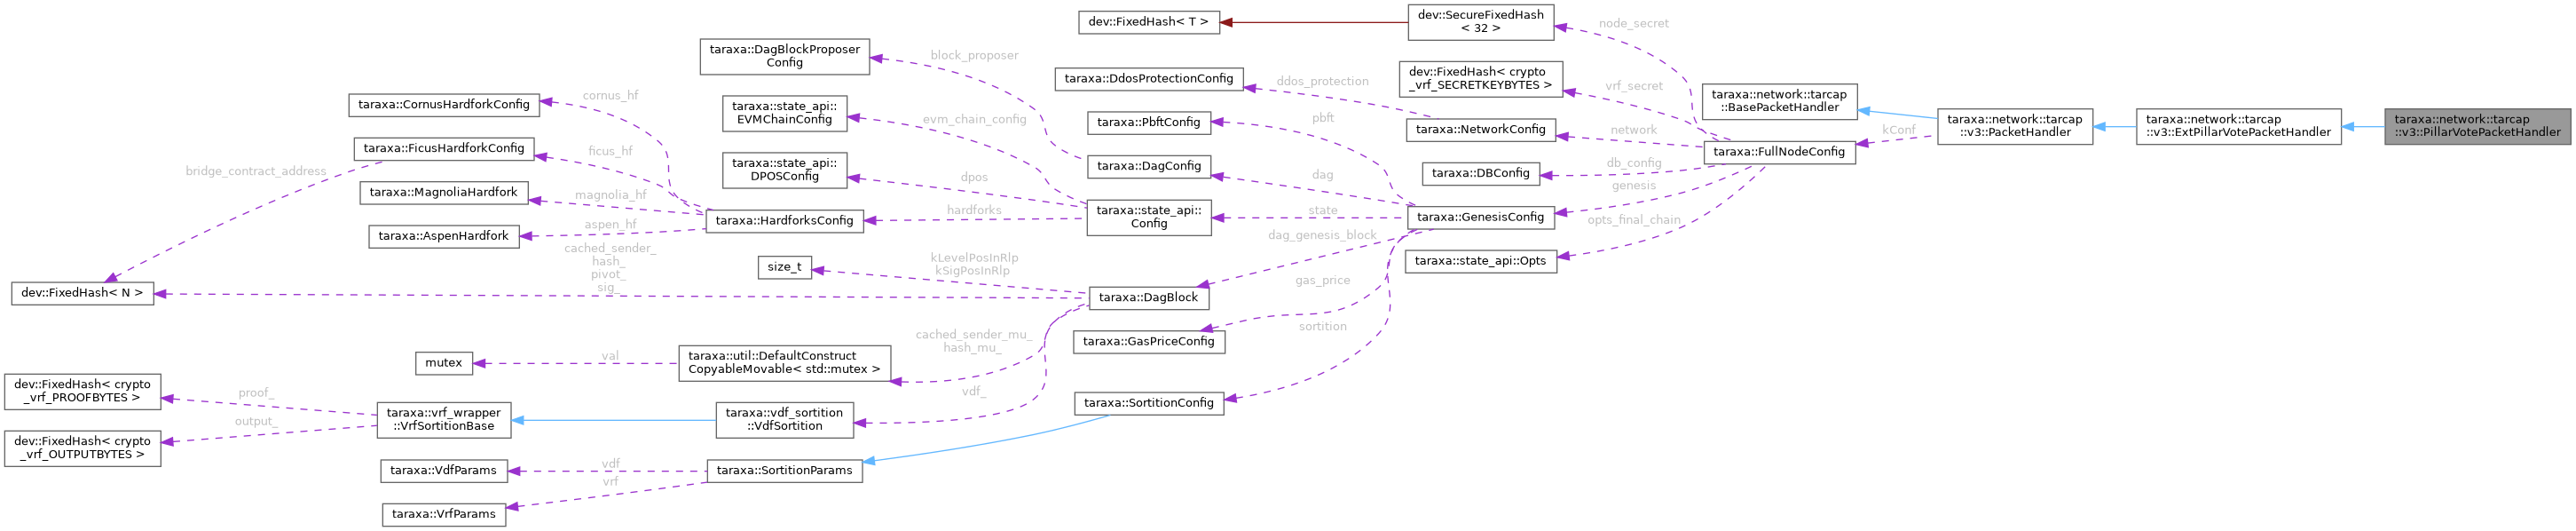 dev::FixedHash< T >
dev::SecureFixedHash
< 32 >
node_secret
taraxa::DagBlockProposer
Config
block_proposer
taraxa::DdosProtectionConfig
ddos_protection
dev::FixedHash< crypto
_vrf_SECRETKEYBYTES >
vrf_secret
taraxa::network::tarcap
::BasePacketHandler
taraxa::CornusHardforkConfig
cornus_hf
taraxa::state_api::
EVMChainConfig
evm_chain_config
taraxa::PbftConfig
pbft
taraxa::NetworkConfig
network
kConf
taraxa::network::tarcap
::v3::PacketHandler
taraxa::network::tarcap
::v3::ExtPillarVotePacketHandler
taraxa::network::tarcap
::v3::PillarVotePacketHandler
taraxa::FicusHardforkConfig
ficus_hf
taraxa::FullNodeConfig
bridge_contract_address
taraxa::state_api::
DPOSConfig
dpos
taraxa::DagConfig
dag
taraxa::DBConfig
db_config
genesis
taraxa::MagnoliaHardfork
magnolia_hf
taraxa::HardforksConfig
hardforks
taraxa::state_api::
Config
state
taraxa::GenesisConfig
opts_final_chain
taraxa::AspenHardfork
aspen_hf
dag_genesis_block
taraxa::state_api::Opts
cached_sender_
hash_
pivot_
sig_
size_t
kLevelPosInRlp
kSigPosInRlp
dev::FixedHash< N >
taraxa::DagBlock
gas_price
taraxa::GasPriceConfig
sortition
cached_sender_mu_
hash_mu_
mutex
val
taraxa::util::DefaultConstruct
CopyableMovable< std::mutex >
vdf_
dev::FixedHash< crypto
_vrf_PROOFBYTES >
proof_
taraxa::vrf_wrapper
::VrfSortitionBase
taraxa::vdf_sortition
::VdfSortition
taraxa::SortitionConfig
dev::FixedHash< crypto
_vrf_OUTPUTBYTES >
output_
taraxa::VdfParams
vdf
taraxa::SortitionParams
vrf
taraxa::VrfParams